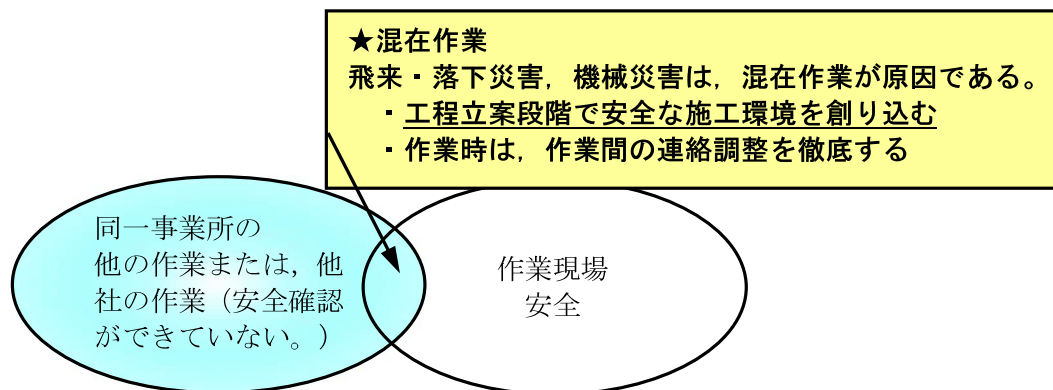 ★混在作業
飛来・落下災害，機械災害は，混在作業が原因である。
・工程立案段階で安全な施工環境を創り込む
・作業時は，作業間の連絡調整を徹底する
同一事業所の
他の作業または，他
社の作業（安全確認
ができていない。）
作業現場
安全